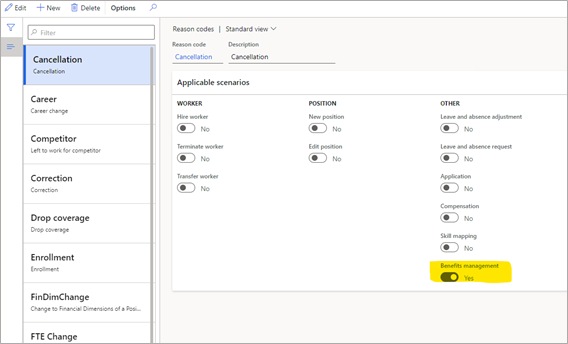 Edit + New Delete Options
Filter
Cancellation
Cancellation
Career
Career change
Competitor
Left to work for competitor
Correction
Correction
Drop coverage
Drop coverage
Enrollment
Enrollment
FinDimChange
Change to Financial Dimensions of a Posi...
FTE Change
Reason codes | Standard view
Reason code Description
Cancellation Cancellation
Applicable scenarios
WORKER
Hire worker
No
Terminate worker
No
Transfer worker
No
POSITION
New position
No
Edit position
No
OTHER
Leave and absence adjustment
No
Leave and absence request
No
Application
No
Compensation
No
Skill mapping
No
Benefits management
Yes